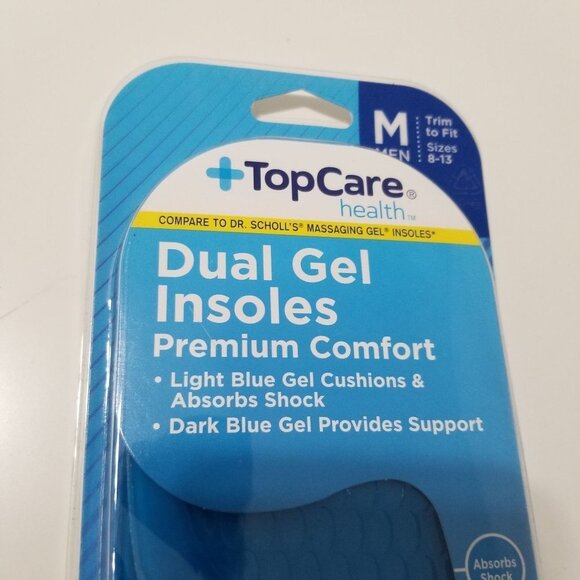 M
MEN
Trim
to Fit
Sizes
8-13
+TopCare®
health™
COMPARE TO DR. SCHOLL'S® MASSAGING GEL® INSOLES*
Dual Gel
Insoles
Premium Comfort
• Light Blue Gel Cushions &
Absorbs Shock
• Dark Blue Gel Provides Support
Absorbs
Shock